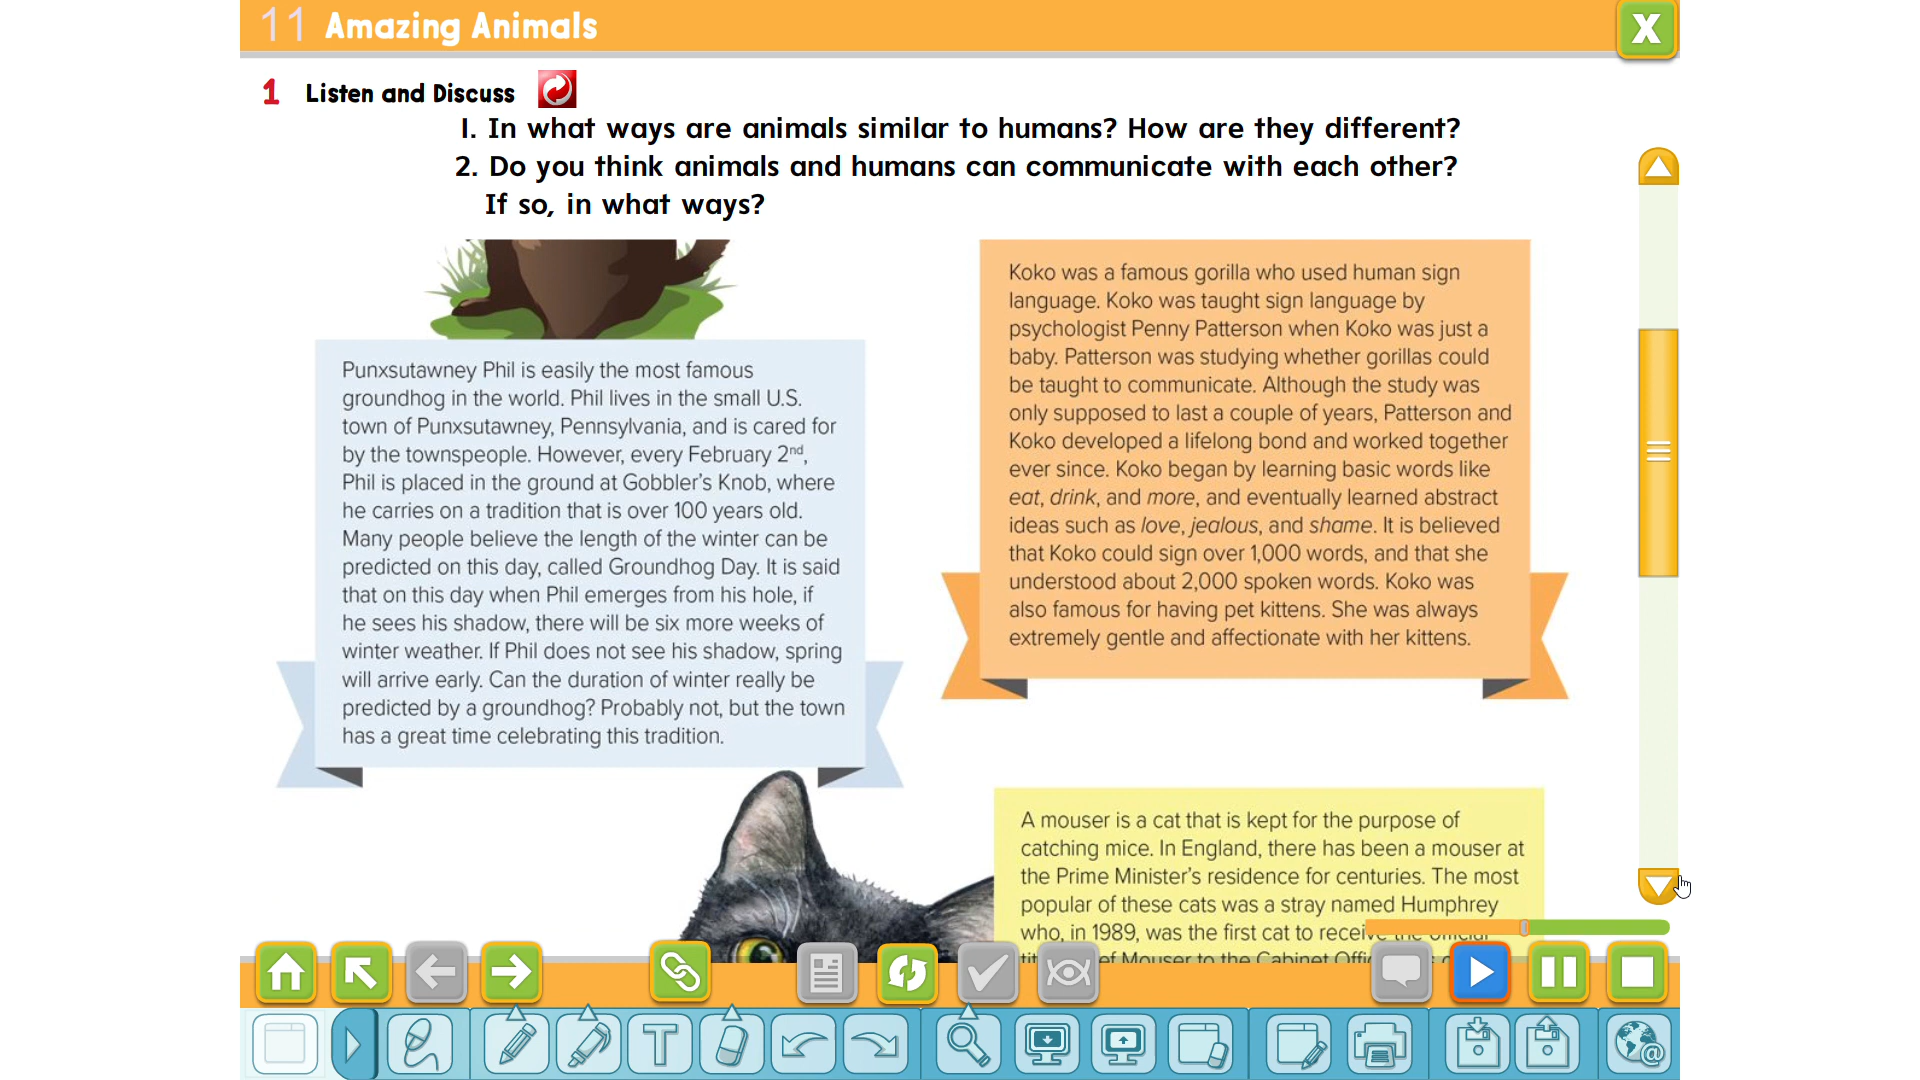 11 Amazing Animals
X
1 Listen and Discuss
1. In what ways are animals similar to humans? How are they different?
2. Do you think animals and humans can communicate with each other?
If so, in what ways?
Punxsutawney Phil is easily the most famous
groundhog in the world. Phil lives in the small U.S.
town of Punxsutawney, Pennsylvania, and is cared for
by the townspeople. However, every February 2nd,
Phil is placed in the ground at Gobbler's Knob, where
he carries on a tradition that is over 100 years old.
Many people believe the length of the winter can be
predicted on this day, called Groundhog Day. It is said
that on this day when Phil emerges from his hole, if
he sees his shadow, there will be six more weeks of
winter weather. If Phil does not see his shadow, spring
will arrive early. Can the duration of winter really be
predicted by a groundhog? Probably not, but the town
has a great time celebrating this tradition.
Koko was a famous gorilla who used human sign
language. Koko was taught sign language by
psychologist Penny Patterson when Koko was just a
baby. Patterson was studying whether gorillas could
be taught to communicate. Although the study was
only supposed to last a couple of years, Patterson and
Koko developed a lifelong bond and worked together
ever since. Koko began by learning basic words like
eat, drink, and more, and eventually learned abstract
ideas such as love, jealous, and shame. It is believed
that Koko could sign over 1,000 words, and that she
understood about 2,000 spoken words. Koko was
also famous for having pet kittens. She was always
extremely gentle and affectionate with her kittens.
A mouser is a cat that is kept for the purpose of
catching mice. In England, there has been a mouser at
the Prime Minister's residence for centuries. The most
popular of these cats was a stray named Humphrey
who, in 1989, was the first cat to receive the official
Mouser to the Cabinet
T
@